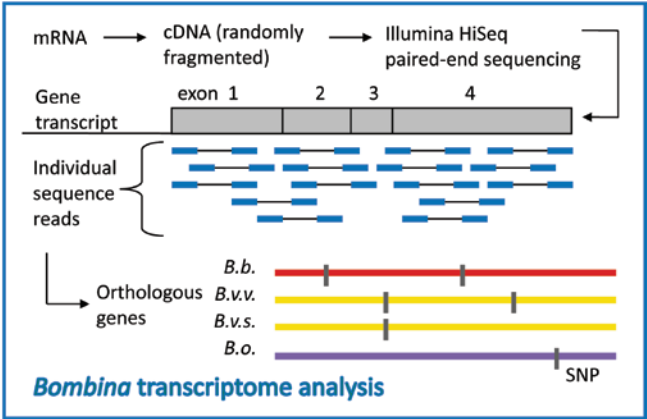 mRNA
cDNA (randomly
fragmented)
Illumina HiSeq
paired-end sequencing
Gene
transcript
exon 1 2 3 4
Individual
sequence
reads
Orthologous
genes
B.b.
B.v.v.
B.v.s.
B.o.
SNP
Bombina transcriptome analysis